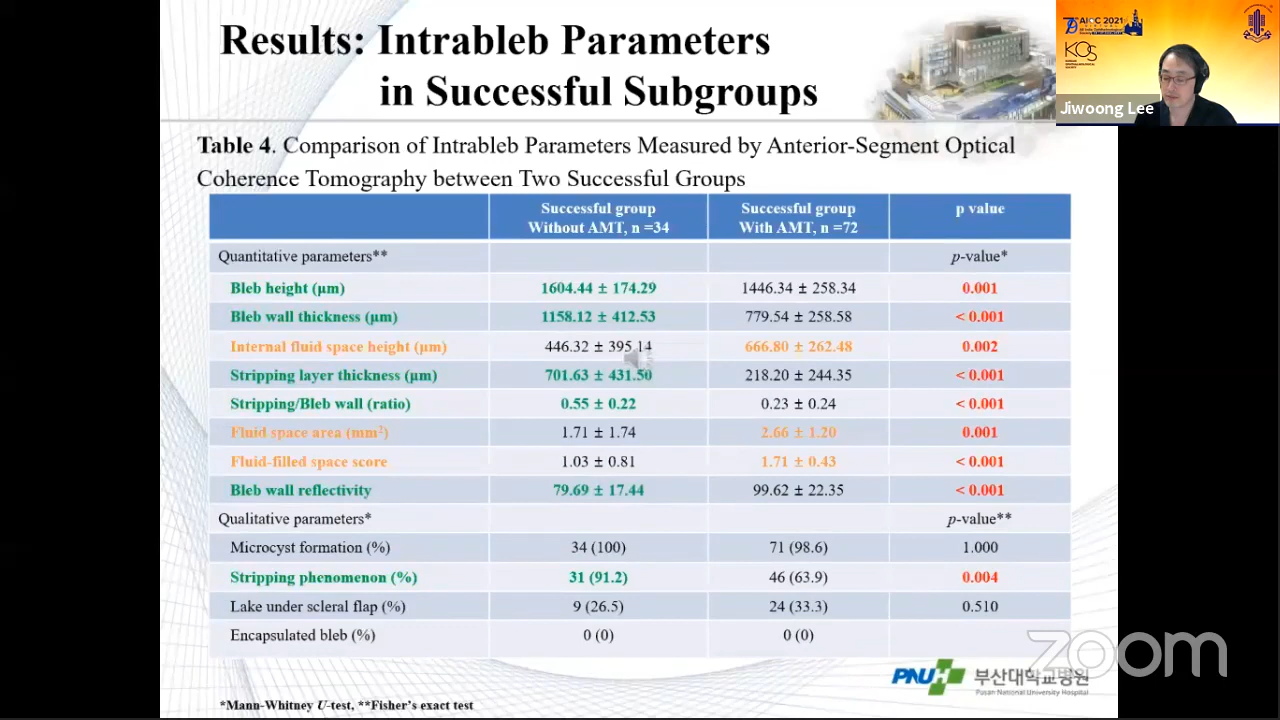 Results: Intrableb Parameters
in Successful Subgroups
Table 4. Comparison of Intrableb Parameters Measured by Anterior-Segment Optical
Coherence Tomography between Two Successful Groups
Successful group Without AMT, n =34 | Successful group With AMT, n =72 | p value
Quantitative parameters** p-value*
Bleb height (μm) 1604.44 ± 174.29 1446.34 ± 258.34 0.001
Bleb wall thickness (μm) 1158.12 ± 412.53 779.54 ± 258.58 < 0.001
Internal fluid space height (μm) 446.32 ± 395.14 666.80 ± 262.48 0.002
Stripping layer thickness (μm) 701.63 ± 431.50 218.20 ± 244.35 < 0.001
Stripping/Bleb wall (ratio) 0.55 ± 0.22 0.23 ± 0.24 < 0.001
Fluid space area (mm²) 1.71 ± 1.74 2.66 ± 1.20 0.001
Fluid-filled space score 1.03 ± 0.81 1.71 ± 0.43 < 0.001
Bleb wall reflectivity 79.69 ± 17.44 99.62 ± 22.35 < 0.001
Qualitative parameters* p-value**
Microcyst formation (%) 34 (100) 71 (98.6) 1.000
Stripping phenomenon (%) 31 (91.2) 46 (63.9) 0.004
Lake under scleral flap (%) 9 (26.5) 24 (33.3) 0.510
Encapsulated bleb (%) 0 (0) 0 (0)
*Mann-Whitney U-test, **Fisher's exact test
PNUH 부산대학교병원
Pusan National University Hospital
zoom
AIOC 2021
KOS
Jiwoong Lee